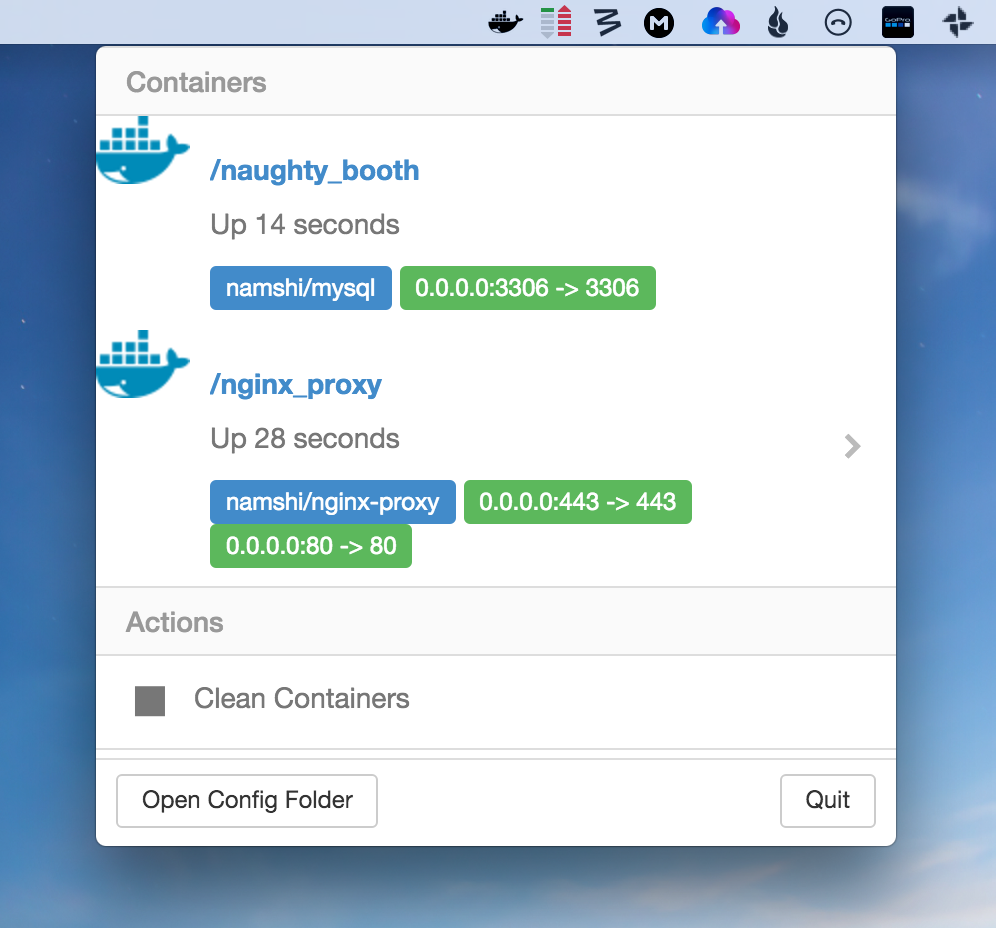 GoPro
Containers
/naughty_booth
Up 14 seconds
namshi/mysql 0.0.0.0:3306 -> 3306
/nginx_proxy
Up 28 seconds
namshi/nginx-proxy 0.0.0.0:443 -> 443
0.0.0.0:80 -> 80
Actions
Clean Containers
Open Config Folder Quit